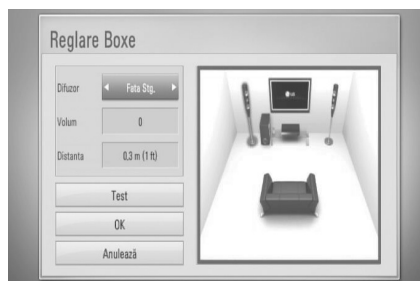 Reglare Boxe
Difuzor Fata Stg.
Volum 0
Distanta 0,3 m (1 ft)
Test
OK
Anulează